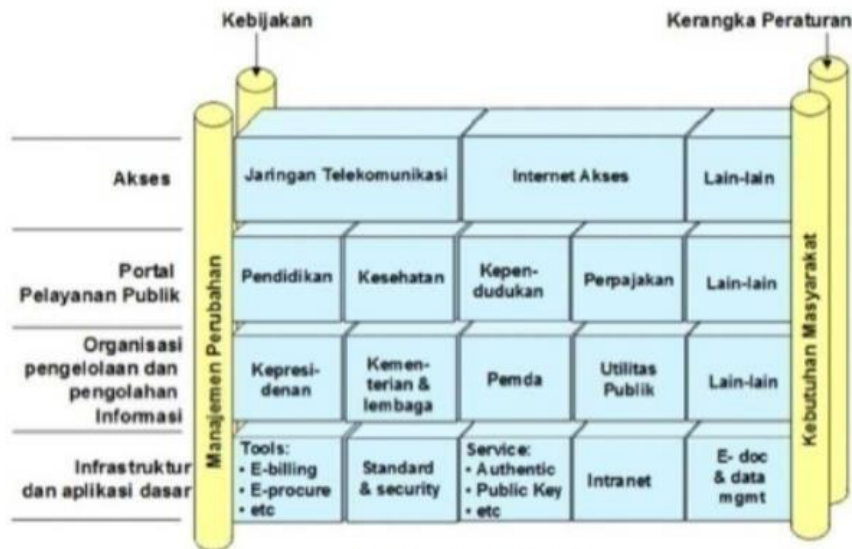 Kebijakan
Kerangka Peraturan
Akses
Jaringan Telekomunikasi
Internet Akses
Lain-lain
Portal
Pelayanan Publik
Pendidikan
Kesehatan
Kepen-
dudukan
Perpajakan
Lain-lain
Organisasi
pengelolaan dan
pengolahan
Informasi
Kepresi-
denan
Kemen-
terian &
lembaga
Pemda
Utilitas
Publik
Lain-lain
Infrastruktur
dan aplikasi dasar
Tools:
• E-billing
• E-procure
• etc
Standard
& security
Service:
• Authentic
• Public Key
• etc
Intranet
E- doc
& data
mgmt
Manajemen Perubahan
Kebutuhan Masyarakat